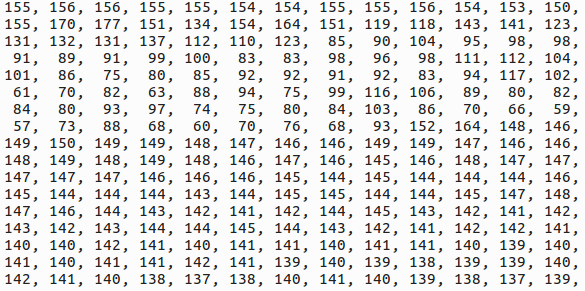 155, 156, 156, 155, 155, 154, 154, 155, 155, 156, 154, 153, 150,
155, 170, 177, 151, 134, 154, 164, 151, 119, 118, 143, 141, 123,
131, 132, 131, 137, 112, 110, 123, 85, 90, 104, 95, 98, 98,
91, 89, 91, 99, 100, 83, 83, 98, 96, 98, 111, 112, 104,
101, 86, 75, 80, 85, 92, 92, 91, 92, 83, 94, 117, 102,
61, 70, 82, 63, 88, 94, 75, 99, 116, 106, 89, 80, 82,
84, 80, 93, 97, 74, 75, 80, 84, 103, 86, 70, 66, 59,
57, 73, 88, 68, 60, 70, 76, 68, 93, 152, 164, 148, 146,
149, 150, 149, 149, 148, 147, 146, 146, 149, 149, 147, 146, 146,
148, 149, 148, 149, 148, 146, 147, 146, 145, 146, 148, 147, 147,
147, 147, 147, 146, 146, 146, 145, 144, 145, 144, 144, 144, 146,
145, 144, 144, 144, 143, 144, 145, 145, 144, 144, 145, 147, 148,
147, 146, 144, 143, 142, 141, 142, 144, 145, 143, 142, 141, 142,
143, 142, 143, 144, 144, 145, 144, 143, 142, 141, 142, 142, 141,
140, 140, 142, 141, 140, 141, 141, 140, 141, 141, 140, 139, 140,
141, 140, 141, 141, 142, 141, 139, 140, 139, 138, 139, 139, 140,
142, 141, 140, 138, 137, 138, 140, 141, 140, 139, 138, 137, 139,